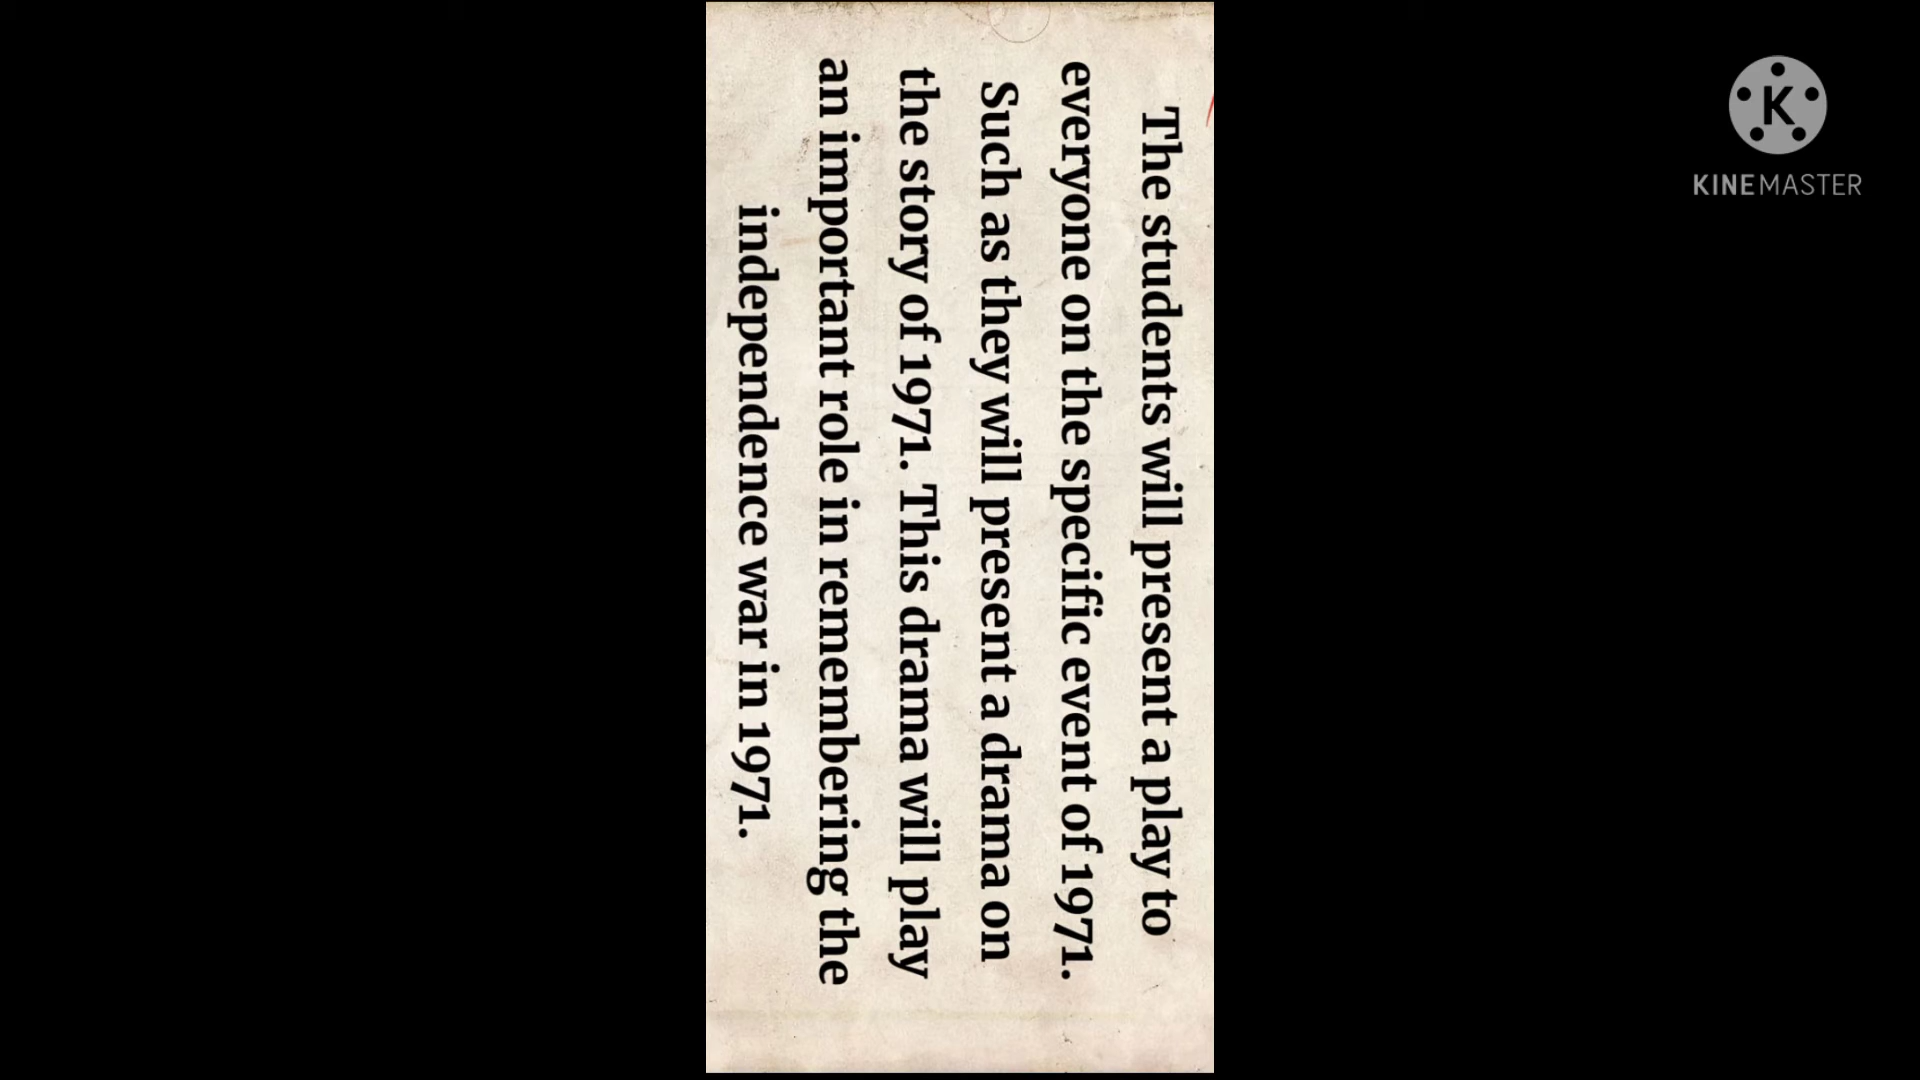 The students will present a play to
everyone on the specific event of 1971.
Such as they will present a drama on
the story of 1971. This drama will play
an important role in remembering the
independence war in 1971.
K
KINEMASTER